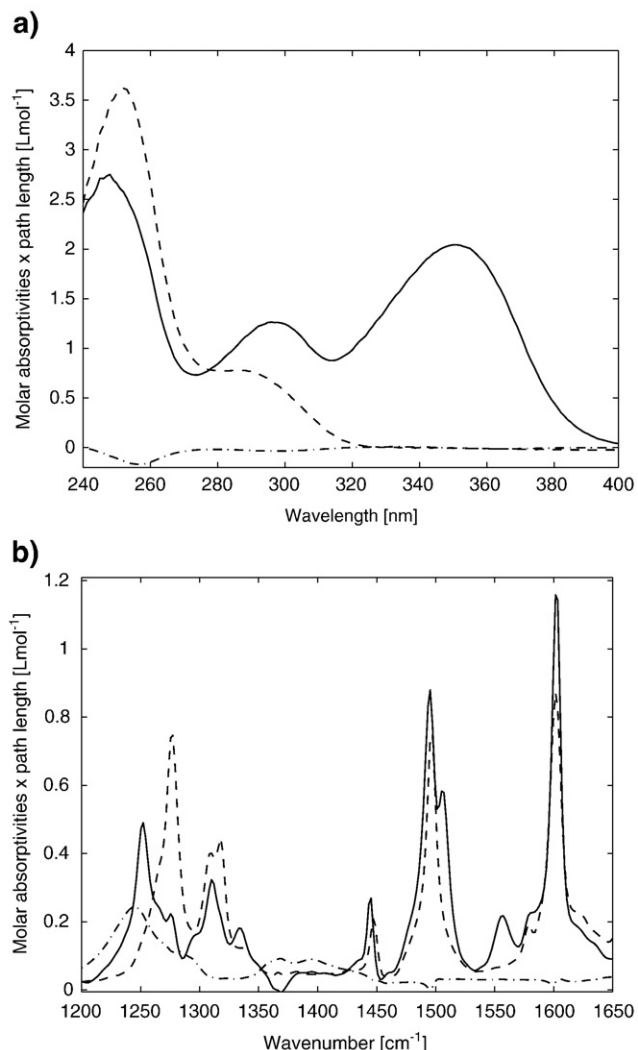 a)
Molar absorptivities x path length [Lmol⁻¹]
4
3.5
3
2.5
2
1.5
1
0.5
0
240 260 280 300 320 340 360 380 400
Wavelength [nm]
b)
Molar absorptivities x path length [Lmol⁻¹]
1.2
1
0.8
0.6
0.4
0.2
0
1200 1250 1300 1350 1400 1450 1500 1550 1600 1650
Wavenumber [cm⁻¹]